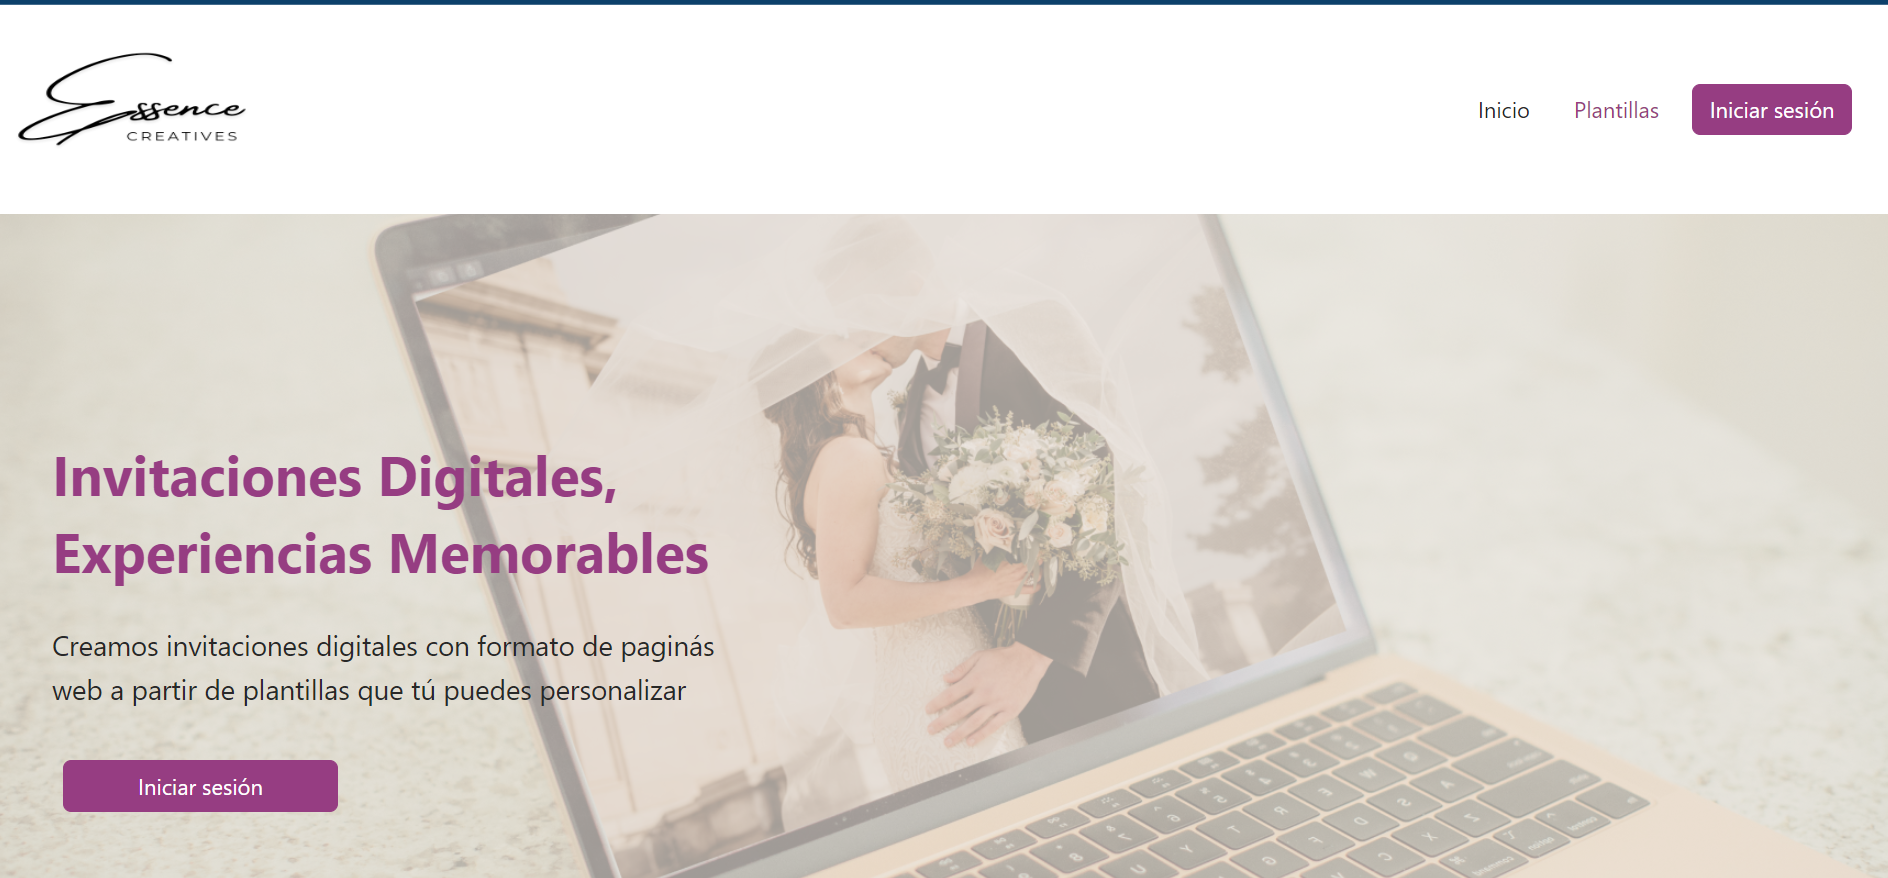 Essence
CREATIVES
Inicio
Plantillas
Iniciar sesión
Invitaciones Digitales,
Experiencias Memorables
Creamos invitaciones digitales con formato de paginás
web a partir de plantillas que tú puedes personalizar
Iniciar sesión